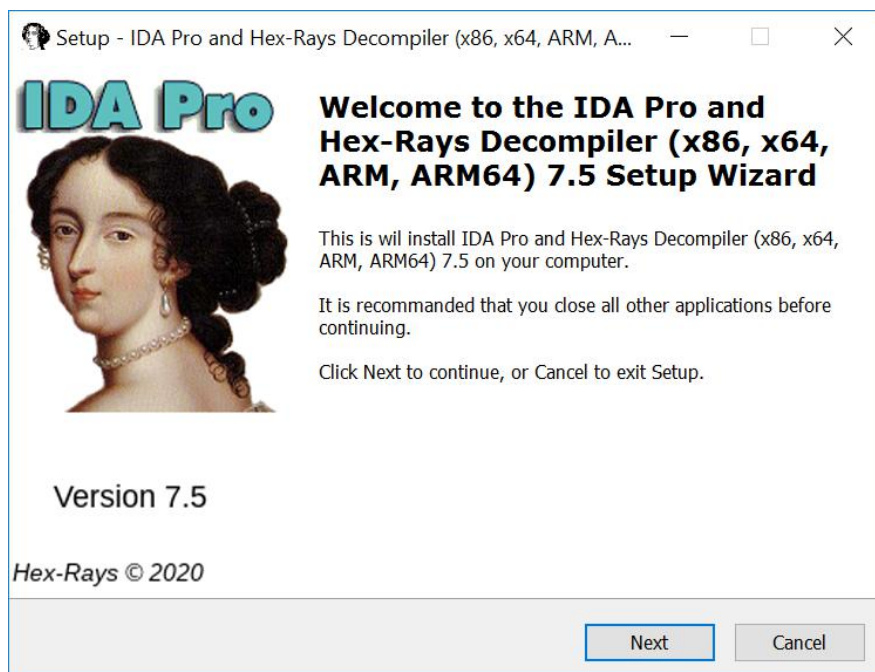 Setup - IDA Pro and Hex-Rays Decompiler (x86, x64, ARM, A...
IDA Pro
Welcome to the IDA Pro and
Hex-Rays Decompiler (x86, x64,
ARM, ARM64) 7.5 Setup Wizard
This is wil install IDA Pro and Hex-Rays Decompiler (x86, x64,
ARM, ARM64) 7.5 on your computer.
It is recommanded that you close all other applications before
continuing.
Click Next to continue, or Cancel to exit Setup.
Version 7.5
Hex-Rays © 2020
Next
Cancel